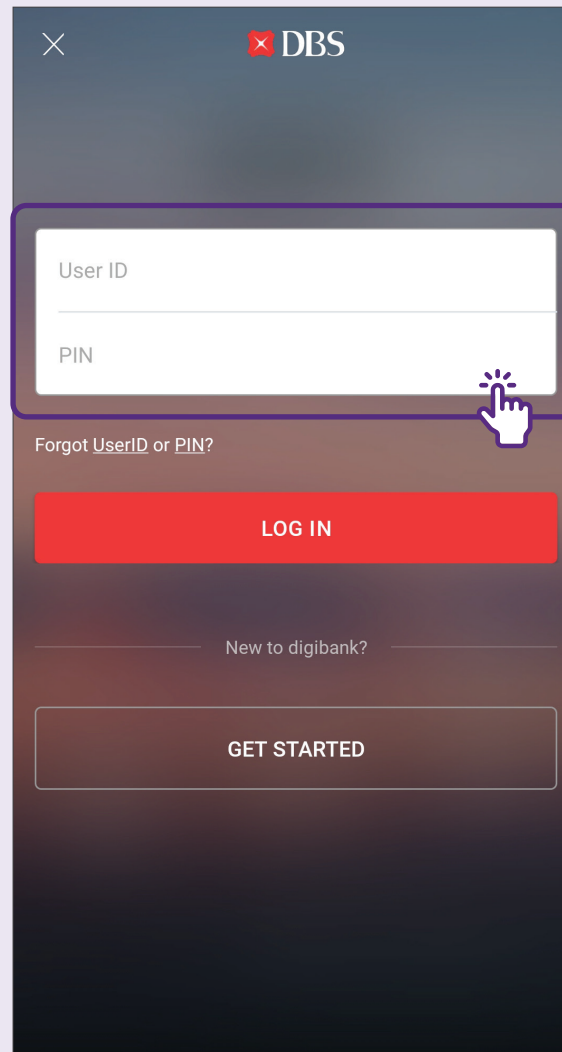 DBS
User ID
PIN
Forgot UserID or PIN?
LOG IN
New to digibank?
GET STARTED